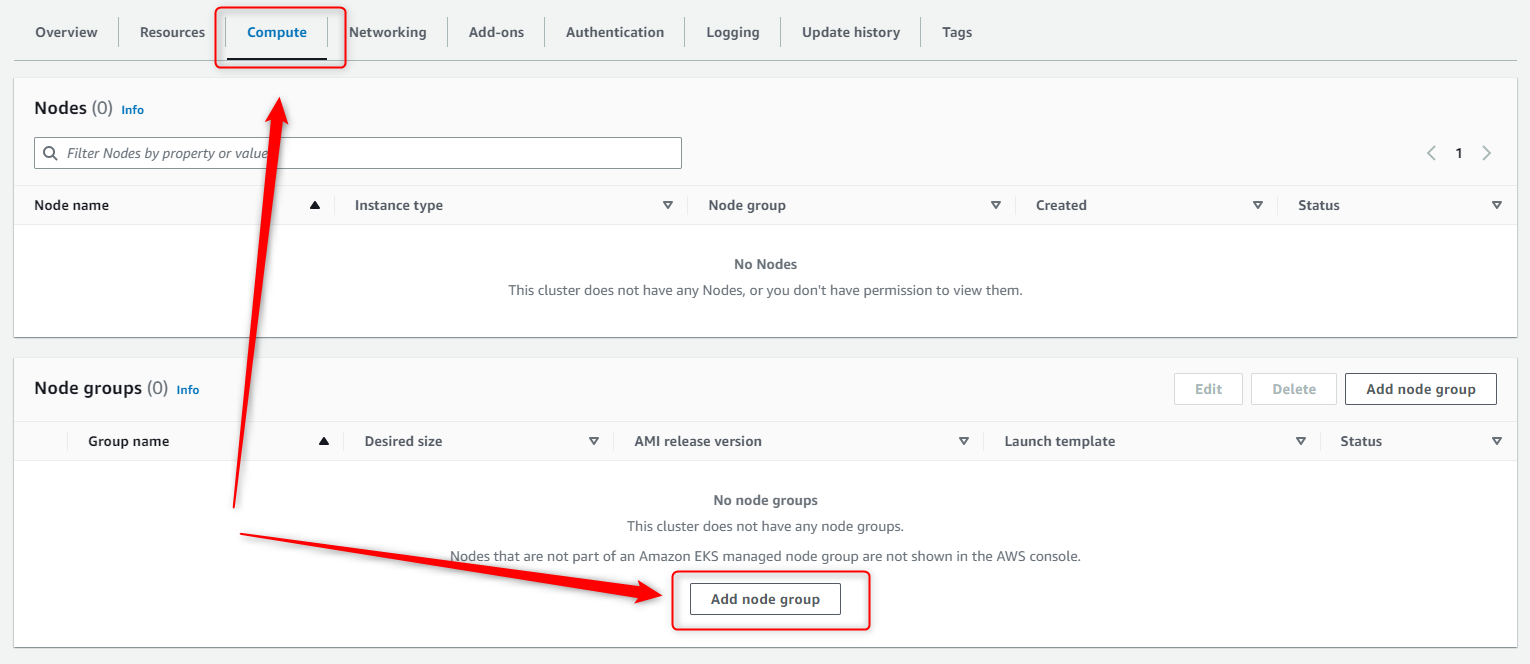 Overview Resources Compute Networking Add-ons Authentication Logging Update history Tags
Nodes (0) Info
Filter Nodes by property or value
1
Node name Instance type Node group Created Status
No Nodes
This cluster does not have any Nodes, or you don't have permission to view them.
Node groups (0) Info Edit Delete Add node group
Group name Desired size AMI release version Launch template Status
No node groups
This cluster does not have any node groups.
Nodes that are not part of an Amazon EKS managed node group are not shown in the AWS console.
Add node group